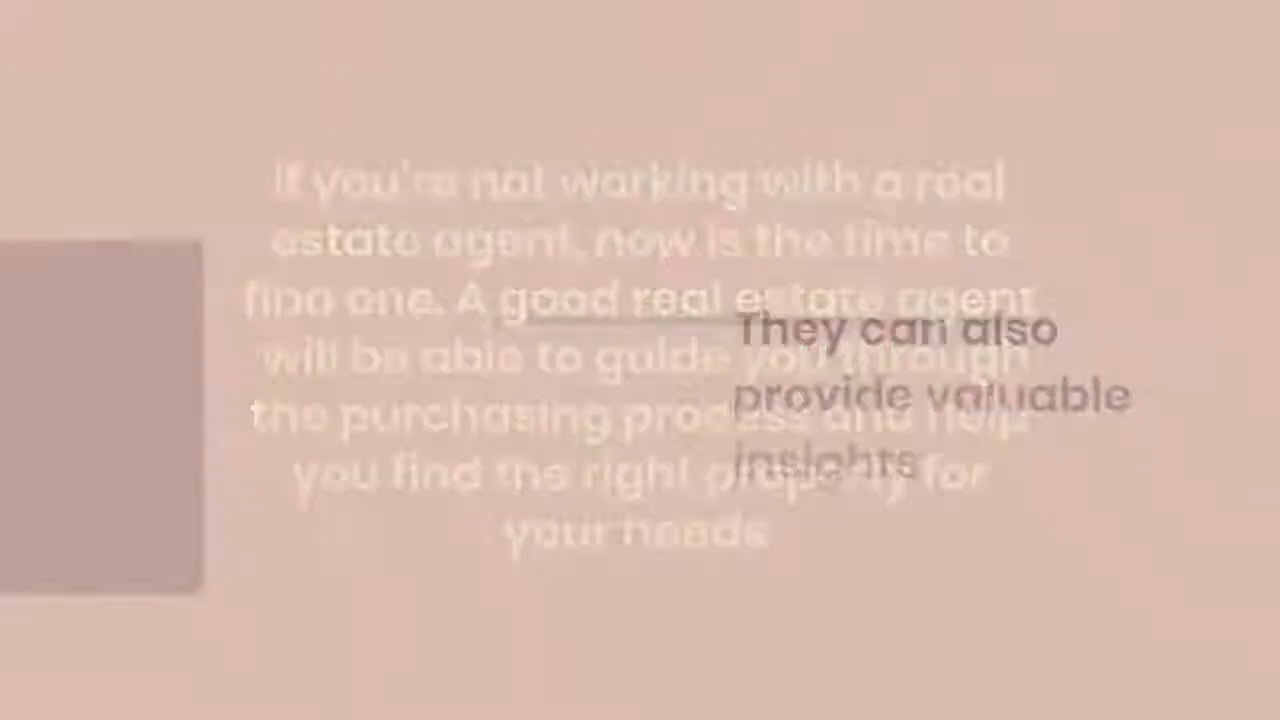 If you're not working with a real
estate agent, now is the time to
find one. A good real estate agent
will be able to guide you through
the purchasing process and help
you find the right property for
your needs
They can also
provide valuable
insights